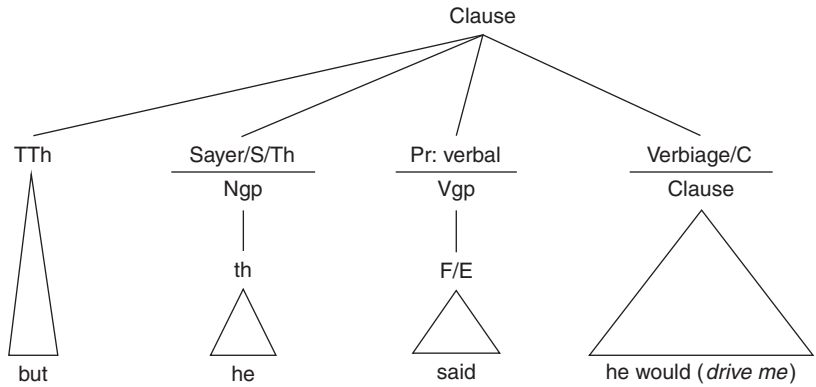 Clause
TTh Sayer/S/Th Pr: verbal Verbiage/C
Ngp Vgp Clause
th F/E
but he said he would (drive me)